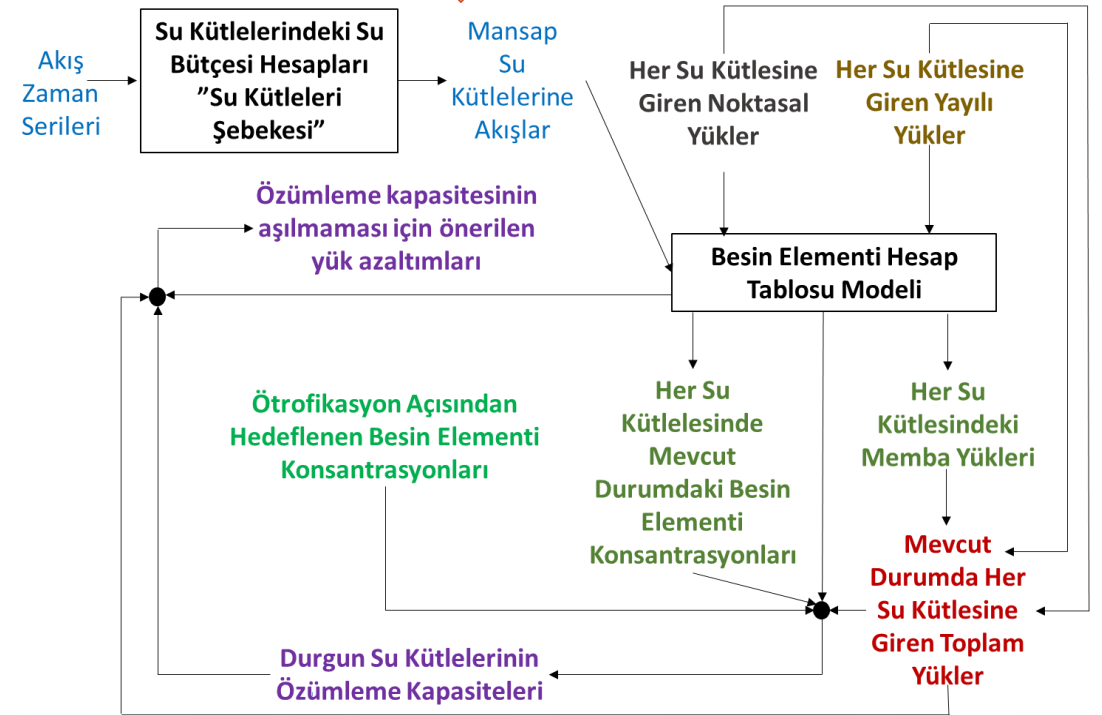 Akış
Zaman
Serileri
Su Kütlelerindeki Su
Bütçesi Hesapları
”Su Kütleleri
Şebekesi”
Mansap
Su
Kütlelerine
Akışlar
Her Su Kütlesine
Giren Noktasal
Yükler
Her Su Kütlesine
Giren Yayılı
Yükler
Özümleme kapasitesinin
aşılmaması için önerilen
yük azaltımları
Besin Elementi Hesap
Tablosu Modeli
Ötrofikasyon Açısından
Hedeflenen Besin Elementi
Konsantrasyonları
Her Su
Kütlelesinde
Mevcut
Durumdaki Besin
Elementi
Konsantrasyonları
Her Su
Kütlesindeki
Memba Yükleri
Mevcut
Durumda Her
Su Kütlesine
Giren Toplam
Yükler
Durgun Su Kütlelerinin
Özümleme Kapasiteleri